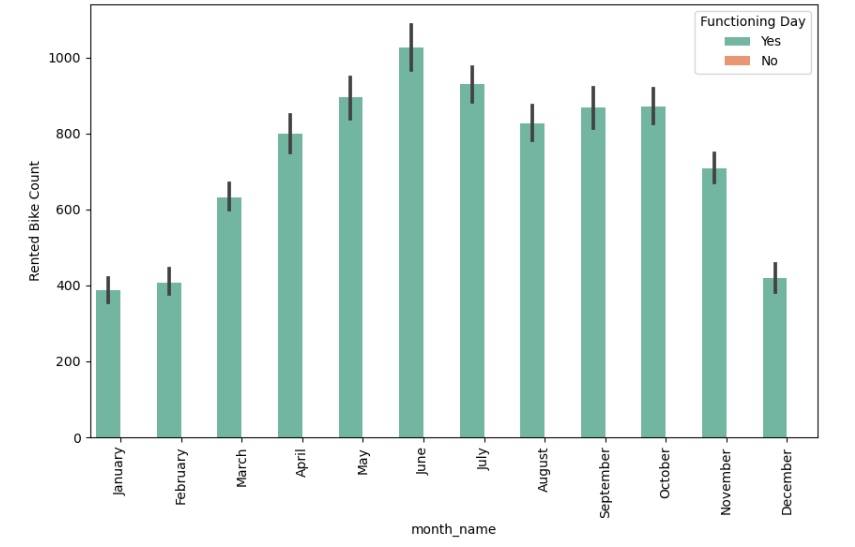 Functioning Day
Yes
No
Rented Bike Count
1000
800
600
400
200
0
January
February
March
April
May
June
July
August
September
October
November
December
month_name